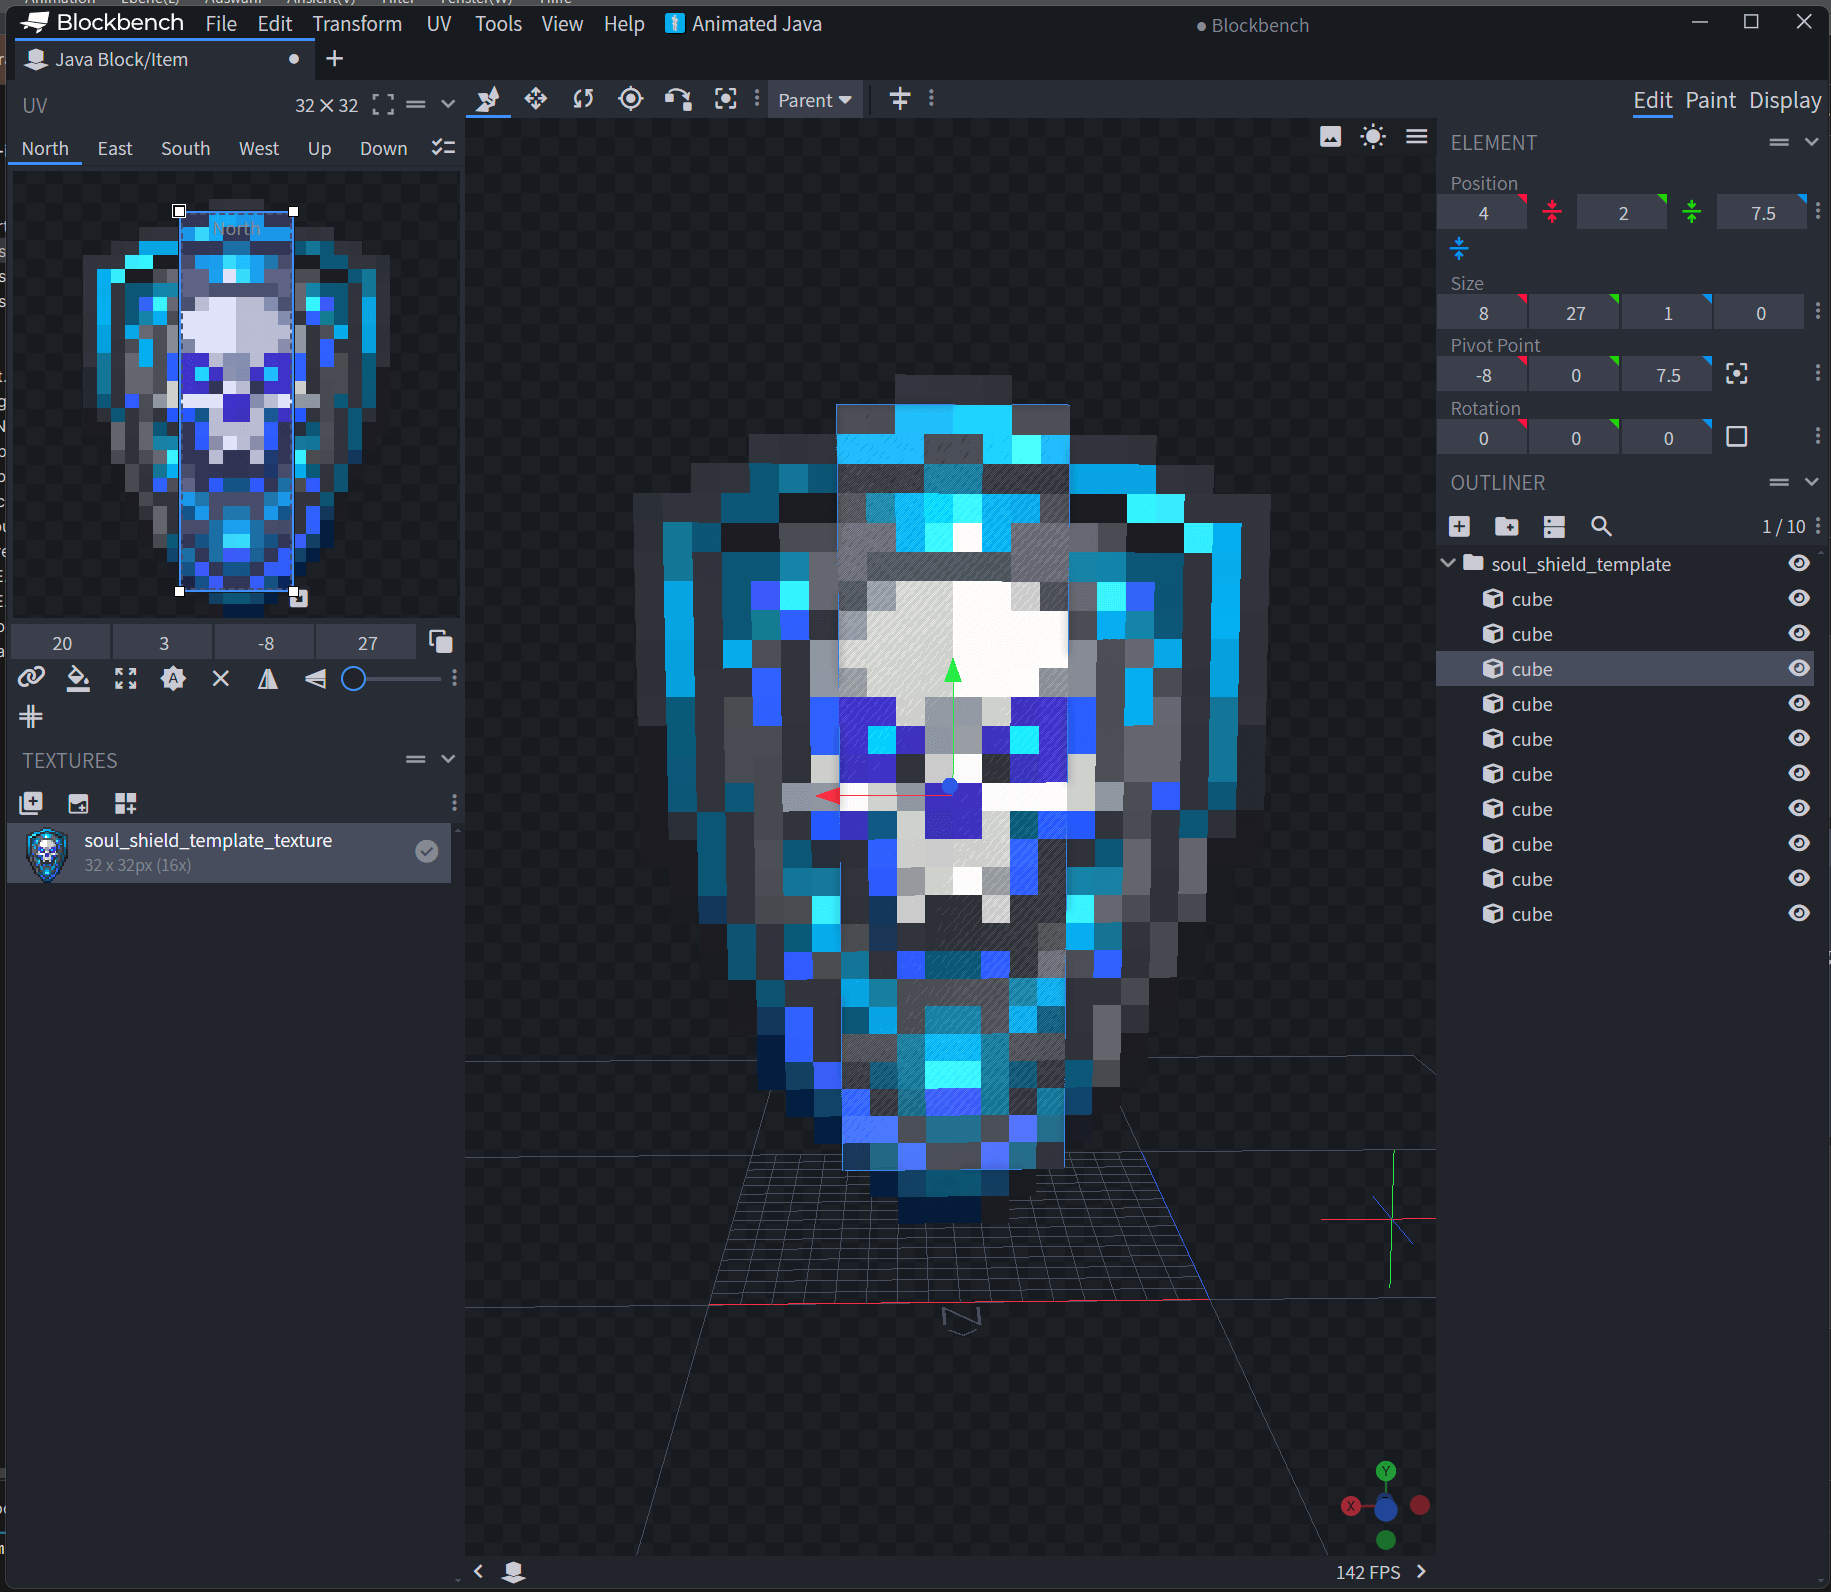 Blockbench File Edit Transform UV Tools View Help Animated Java ● Blockbench
Java Block/Item
UV 32 × 32
Parent
Edit Paint Display
North East South West Up Down
North
20 3 -8 27
TEXTURES
soul_shield_template_texture
32 x 32px (16x)
A
N
Y
X
142 FPS
ELEMENT
Position
4 2 7.5
Size
8 27 1 0
Pivot Point
-8 0 7.5
Rotation
0 0 0
OUTLINER
1 / 10
soul_shield_template
cube
cube
cube
cube
cube
cube
cube
cube
cube
cube